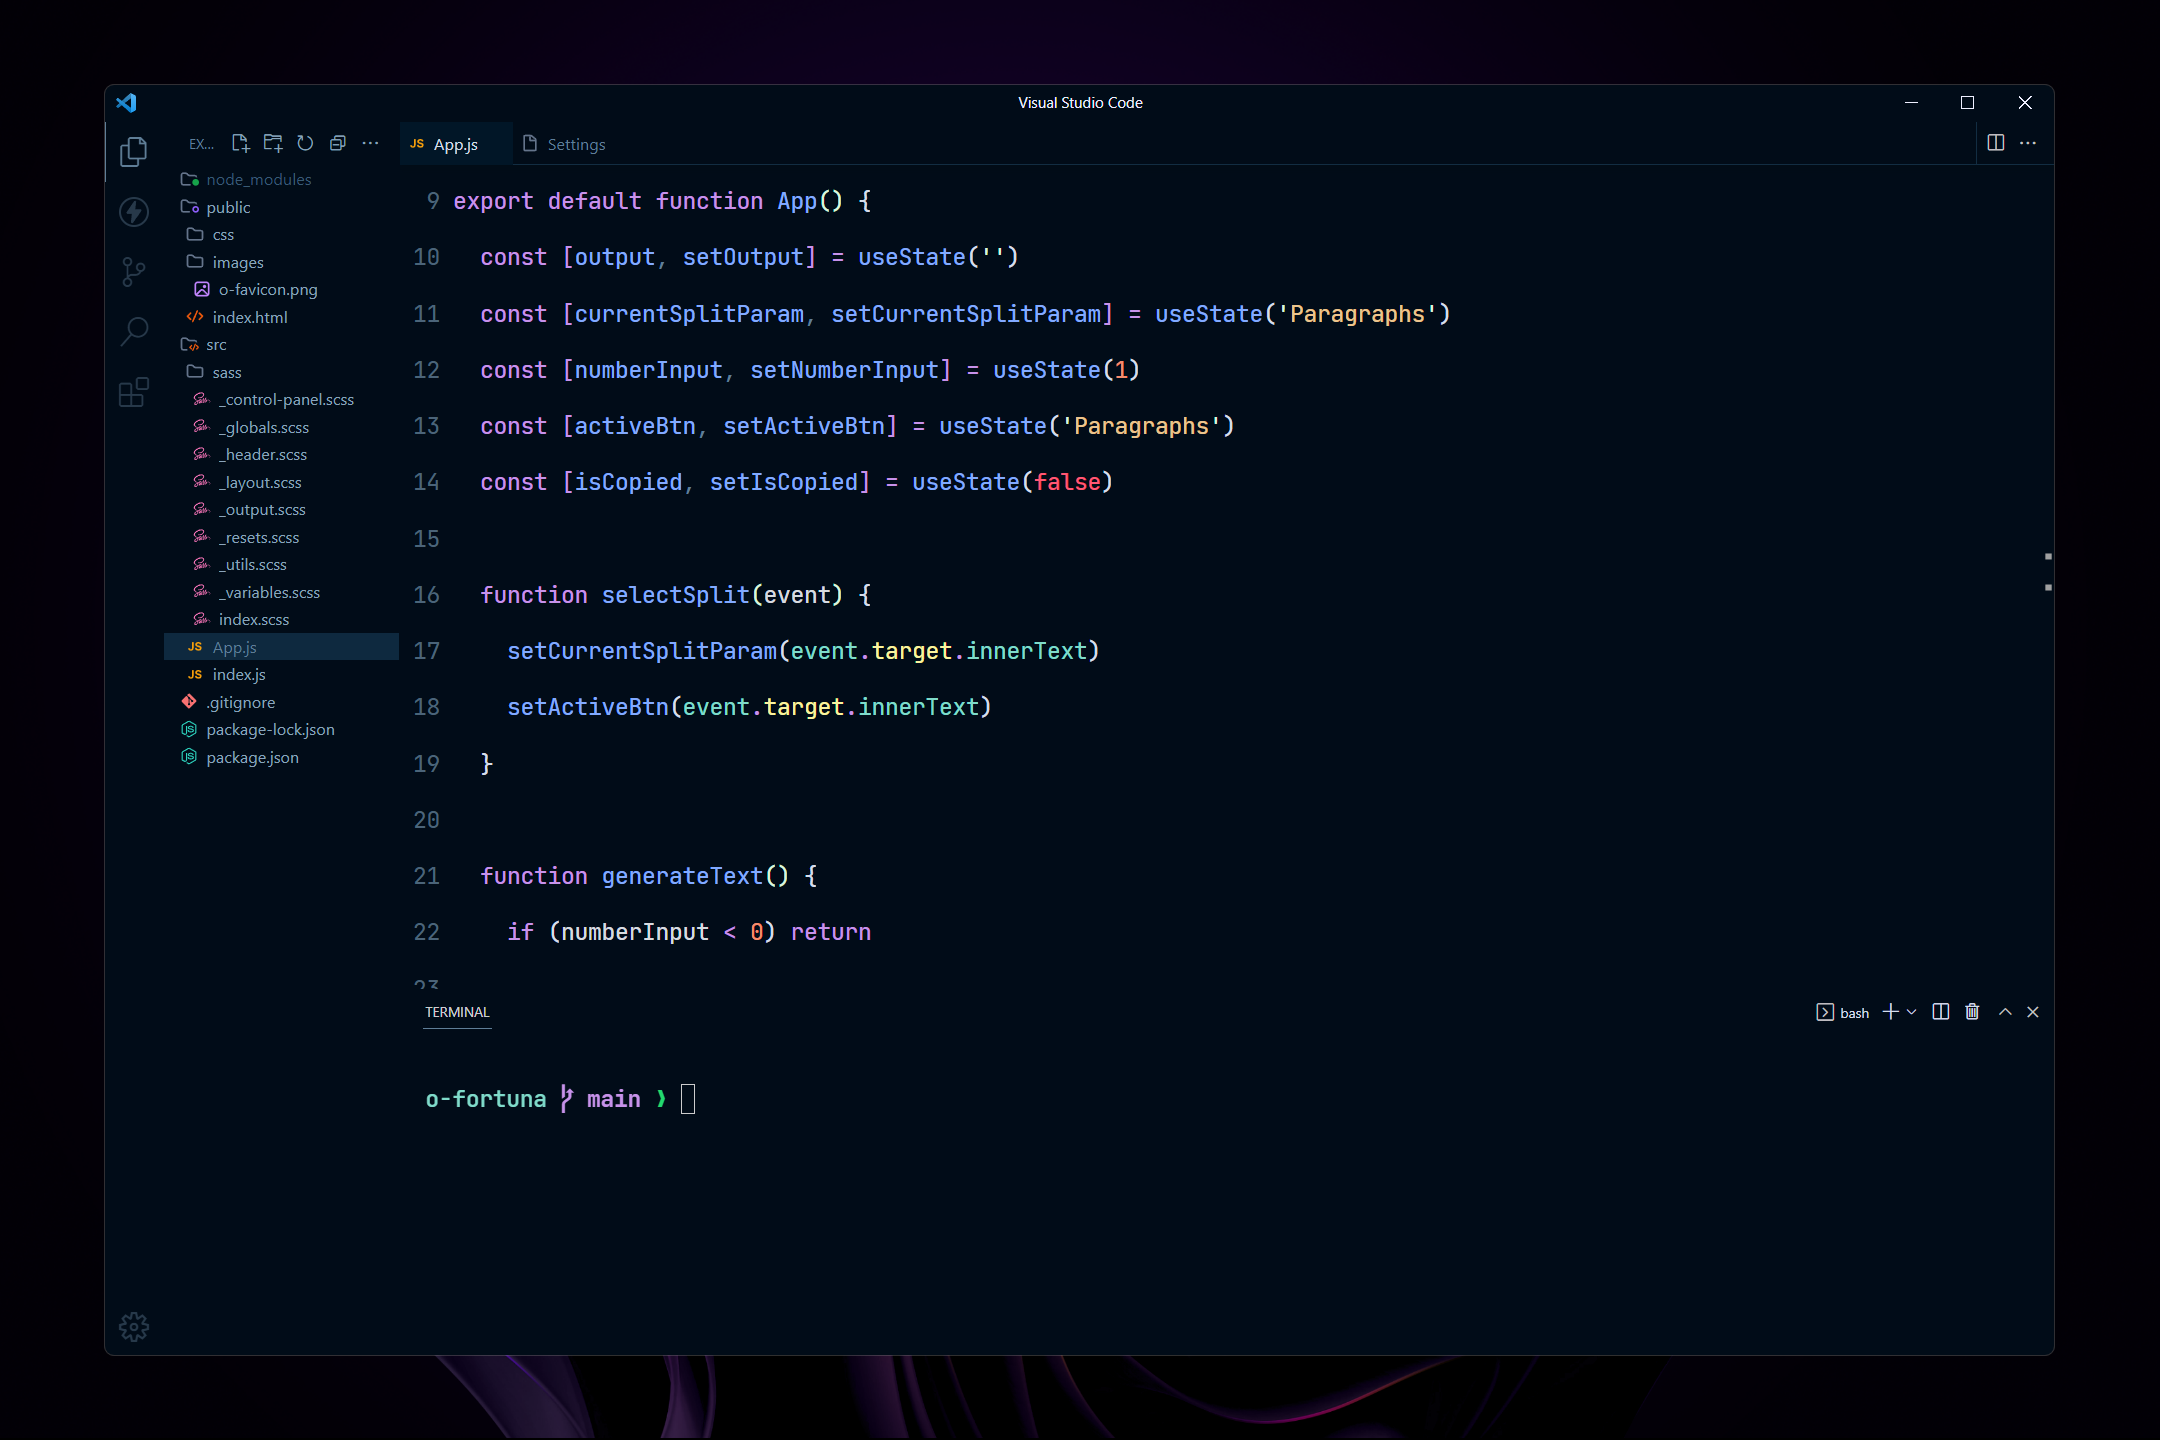 Visual Studio Code
EX...
node_modules
public
css
images
o-favicon.png
index.html
src
sass
_control-panel.scss
_globals.scss
_header.scss
_layout.scss
_output.scss
_resets.scss
_utils.scss
_variables.scss
index.scss
JS App.js
JS index.js
.gitignore
package-lock.json
package.json
JS App.js
Settings
9 export default function App() {
10 const [output, setOutput] = useState('')
11 const [currentSplitParam, setCurrentSplitParam] = useState('Paragraphs')
12 const [numberInput, setNumberInput] = useState(1)
13 const [activeBtn, setActiveBtn] = useState('Paragraphs')
14 const [isCopied, setIsCopied] = useState(false)
15
16 function selectSplit(event) {
17 setCurrentSplitParam(event.target.innerText)
18 setActiveBtn(event.target.innerText)
19 }
20
21 function generateText() {
22 if (numberInput < 0) return
23
TERMINAL
bash
o-fortuna main ❯